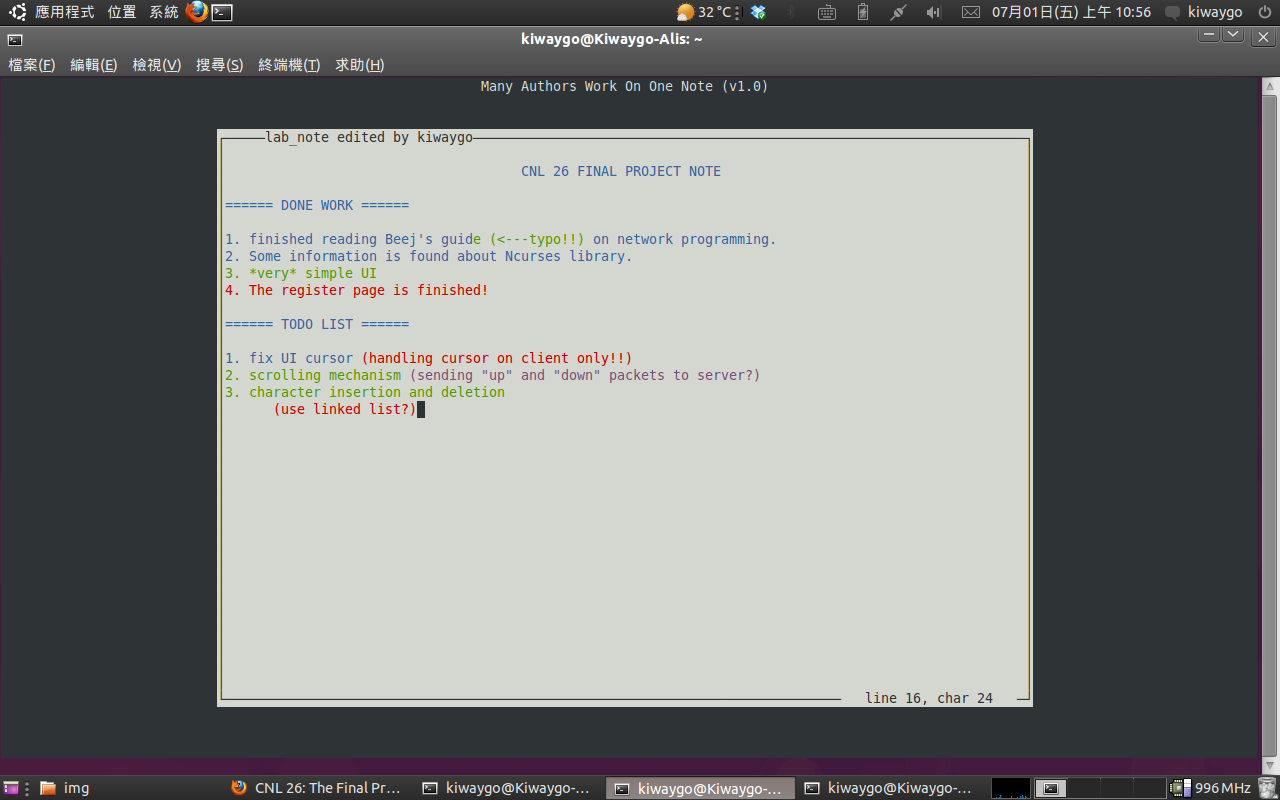 應用程式 位置 系統 32 °C 07月01日(五) 上午 10:56 kiwaygo
kiwaygo@Kiwaygo-Alis: ~
檔案(F) 編輯(E) 檢視(V) 搜尋(S) 終端機(T) 求助(H)
Many Authors Work On One Note (v1.0)
lab_note edited by kiwaygo
CNL 26 FINAL PROJECT NOTE
====== DONE WORK ======
1. finished reading Beej's guide (<---typo!!) on network programming.
2. Some information is found about Ncurses library.
3. *very* simple UI
4. The register page is finished!
====== TODO LIST ======
1. fix UI cursor (handling cursor on client only!!)
2. scrolling mechanism (sending "up" and "down" packets to server?)
3. character insertion and deletion
(use linked list?)
line 16, char 24
img CNL 26: The Final Pr... kiwaygo@Kiwaygo-... kiwaygo@Kiwaygo-... kiwaygo@Kiwaygo-... 996 MHz